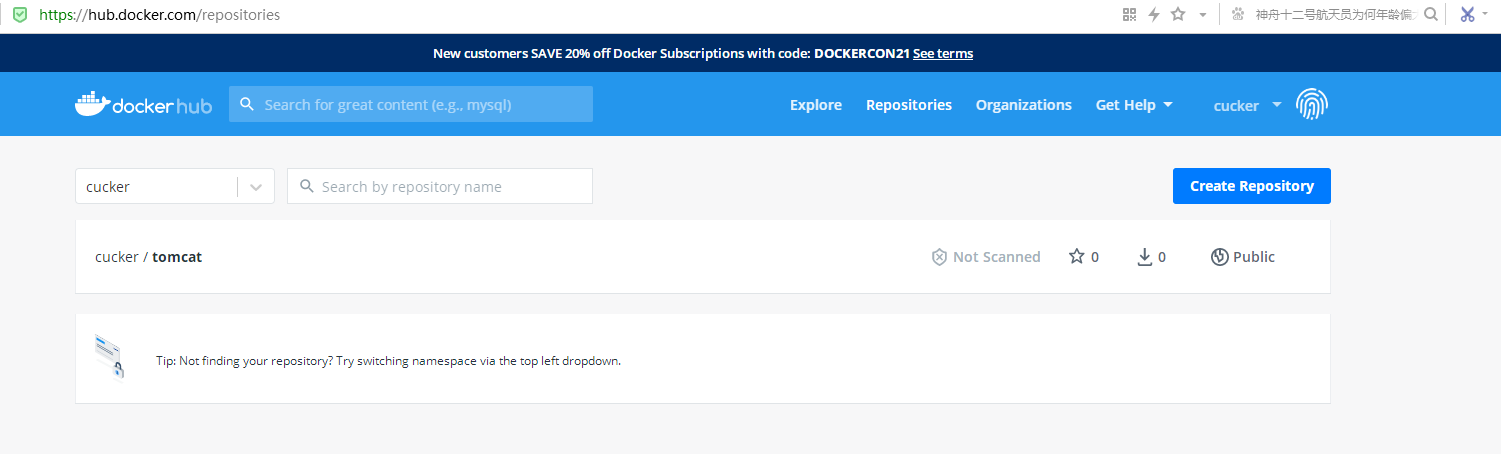 https://hub.docker.com/repositories
神舟十二号航天员为何年龄偏
New customers SAVE 20% off Docker Subscriptions with code: DOCKERCON21 See terms
docker hub
Search for great content (e.g., mysql)
Explore
Repositories
Organizations
Get Help
cucker
cucker
Search by repository name
Create Repository
cucker / tomcat
Not Scanned
0
0
Public
Tip: Not finding your repository? Try switching namespace via the top left dropdown.